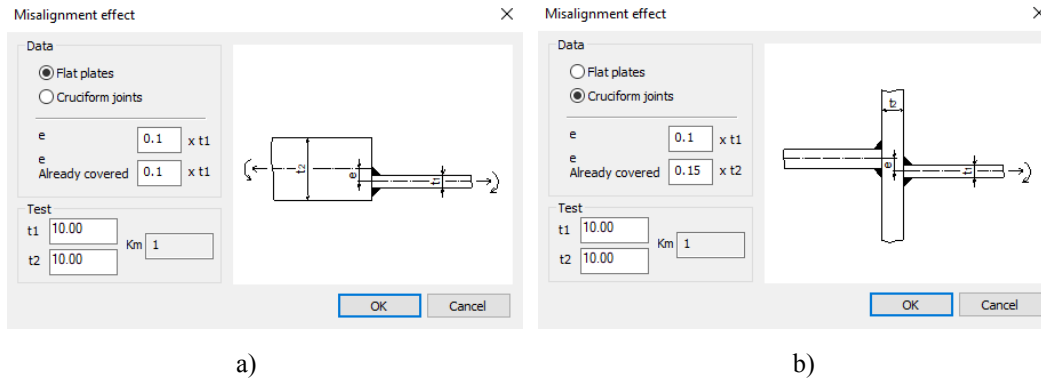 Misalignment effect
Data
Flat plates
Cruciform joints
e 0.1 x t1
e
Already covered 0.1 x t1
Test
t1 10.00
Km 1
t2 10.00
t2
e
t1
OK Cancel
a)
Misalignment effect
Data
Flat plates
Cruciform joints
e 0.1 x t1
e
Already covered 0.15 x t2
Test
t1 10.00
Km 1
t2 10.00
t2
e
t1
OK Cancel
b)